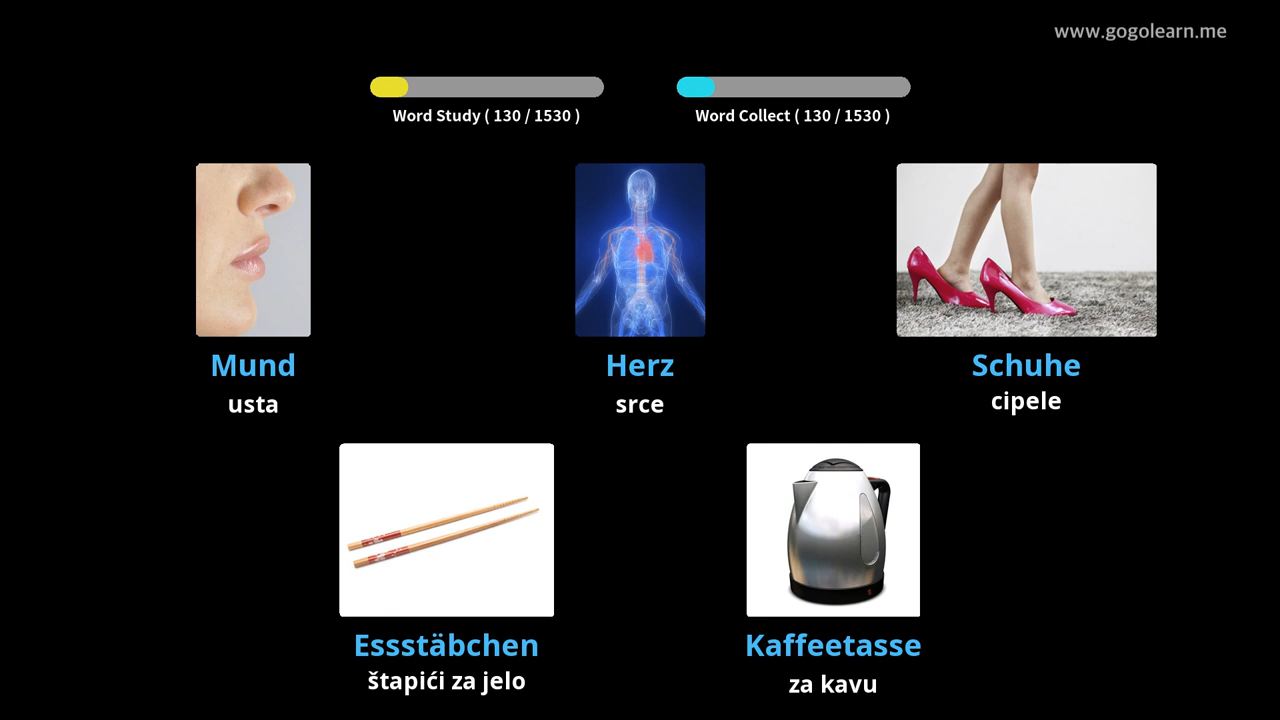 www.gogolearn.me
Word Study ( 130 / 1530 )
Word Collect ( 130 / 1530 )
Mund
usta
Herz
srce
Schuhe
cipele
Essstäbchen
štapići za jelo
Kaffeetasse
za kavu